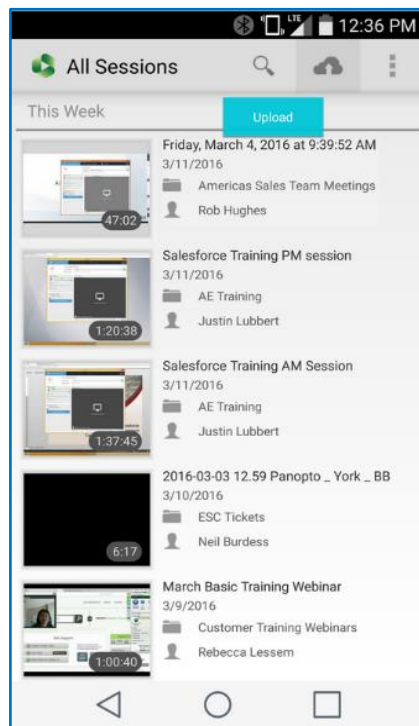 LTE 12:36 PM
All Sessions
This Week
Upload
Friday, March 4, 2016 at 9:39:52 AM
3/11/2016
Americas Sales Team Meetings
47:02
Rob Hughes
Salesforce Training PM session
3/11/2016
AE Training
1:20:38
Justin Lubbert
Salesforce Training AM Session
3/11/2016
AE Training
1:37:45
Justin Lubbert
2016-03-03 12.59 Panopto _ York _ BB
3/10/2016
ESC Tickets
6:17
Neil Burdess
March Basic Training Webinar
3/9/2016
Customer Training Webinars
1:00:40
Rebecca Lessem